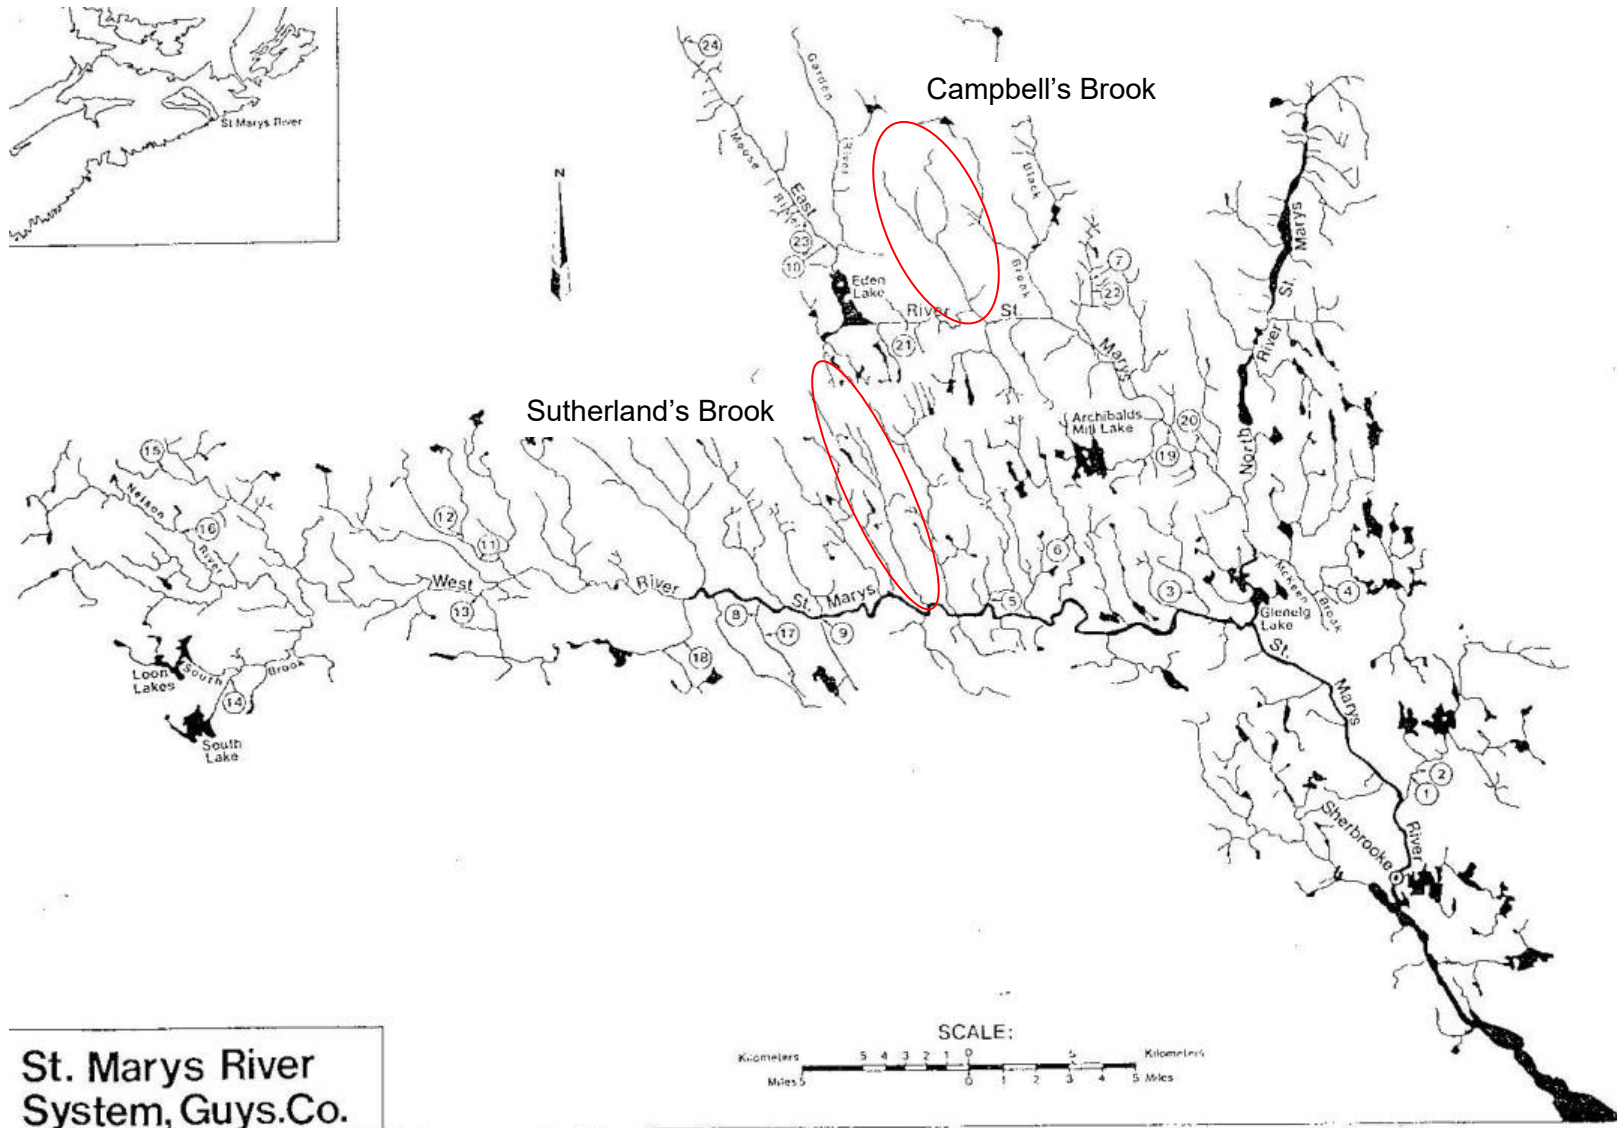 St Marys River
Campbell's Brook
Sutherland's Brook
N
24
Garden
River
Mouse
River
East
23
10
Eden
Lake
River
St.
Marys
21
Black
Brook
7
22
Archibalds
Mill Lake
20
19
North
River
St.
Marys
15
Nelson
River
16
12
11
West
River
St.
Marys
13
8
17
9
18
5
6
3
McKeen
Brook
4
Glenelg
Lake
Loon
Lakes
South
Brook
14
South
Lake
St.
Marys
River
2
1
Sherbrooke
SCALE:
Kilometers 5 4 3 2 1 0 5 Kilometers
Miles 5 0 1 2 3 4 5 Miles
St. Marys River
System, Guys.Co.